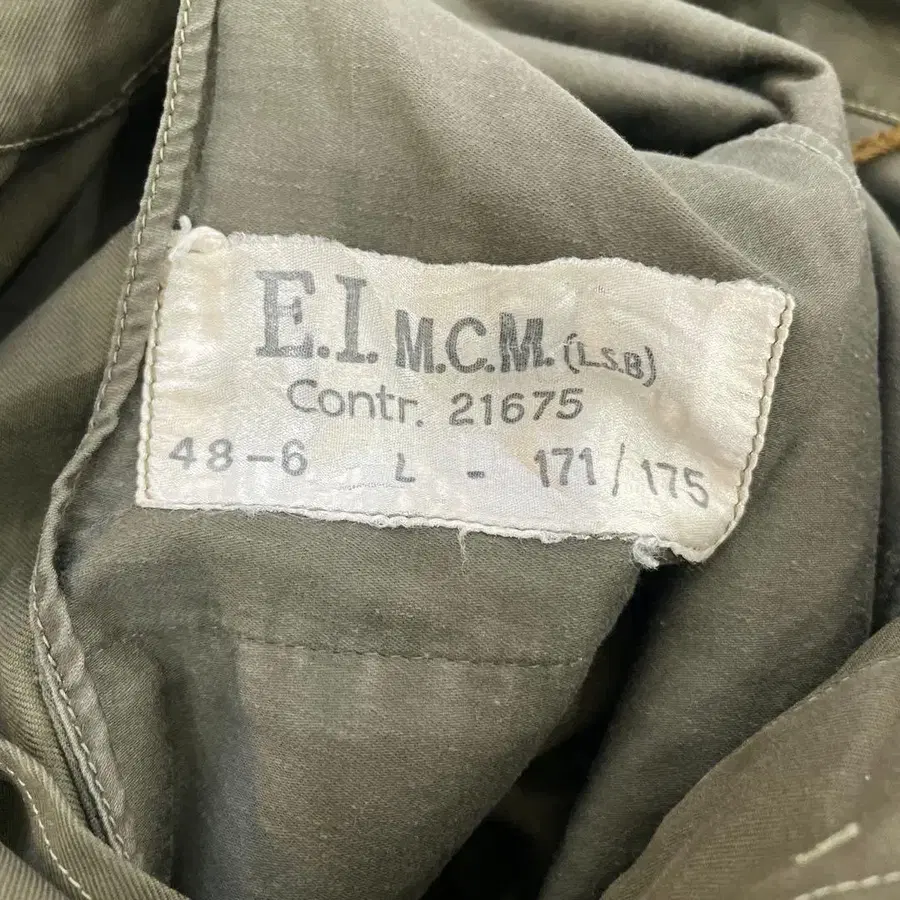 E.I. M.C.M. (L.S.B)
Contr. 21675
48-6 L - 171/175